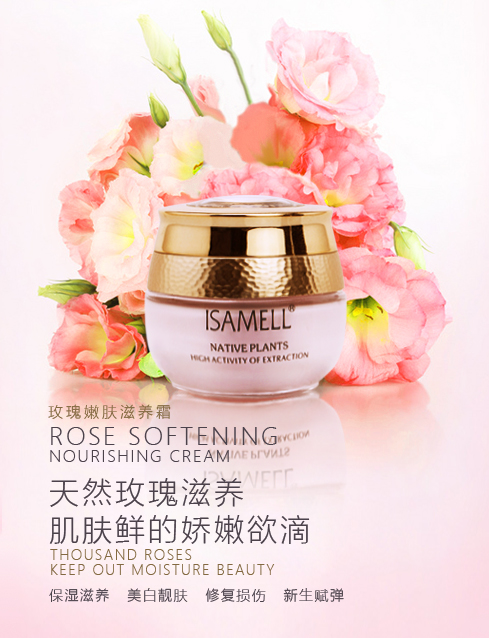 ISAMELL®
NATIVE PLANTS
HIGH ACTIVITY OF EXTRACTION
玫瑰嫩肤滋养霜
ROSE SOFTENING
NOURISHING CREAM
天然玫瑰滋养
肌肤鲜的娇嫩欲滴
THOUSAND ROSES
KEEP OUT MOISTURE BEAUTY
保湿滋养 美白靓肤 修复损伤 新生赋弹